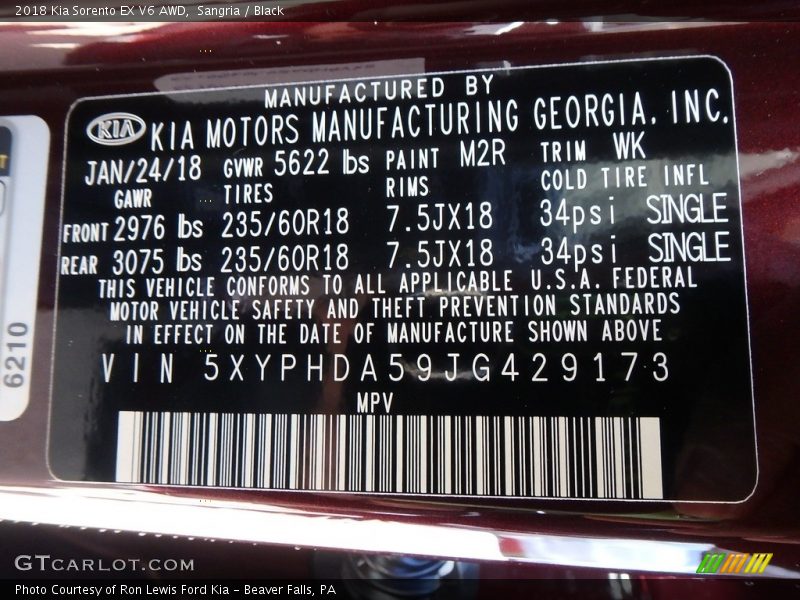 2018 Kia Sorento EX V6 AWD, Sangria / Black
MANUFACTURED BY
KIA KIA MOTORS MANUFACTURING GEORGIA, INC.
JAN/24/18 GVWR 5622 lbs PAINT M2R TRIM WK
GAWR TIRES RIMS COLD TIRE INFL
FRONT 2976 lbs 235/60R18 7.5JX18 34psi SINGLE
REAR 3075 lbs 235/60R18 7.5JX18 34psi SINGLE
THIS VEHICLE CONFORMS TO ALL APPLICABLE U.S.A. FEDERAL
MOTOR VEHICLE SAFETY AND THEFT PREVENTION STANDARDS
IN EFFECT ON THE DATE OF MANUFACTURE SHOWN ABOVE
VIN 5XYPHDA59JG429173
MPV
6210
GTCARLOT.COM
Photo Courtesy of Ron Lewis Ford Kia - Beaver Falls, PA